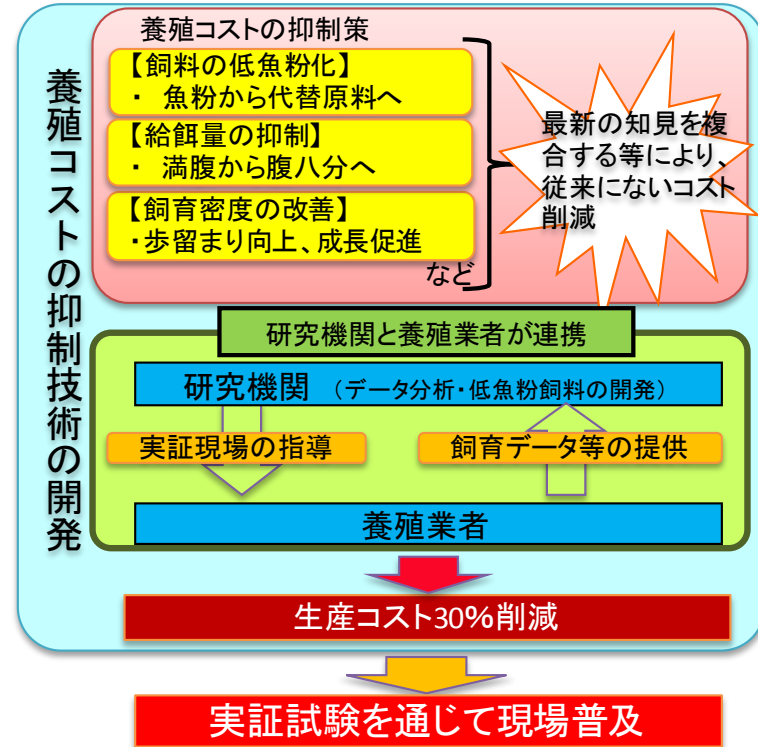 養殖コストの抑制技術の開発
養殖コストの抑制策
【飼料の低魚粉化】
・ 魚粉から代替原料へ
【給餌量の抑制】
・ 満腹から腹八分へ
【飼育密度の改善】
・歩留まり向上、成長促進
など
最新の知見を複
合する等により、
従来にないコスト
削減
研究機関と養殖業者が連携
研究機関 （データ分析・低魚粉飼料の開発）
実証現場の指導
飼育データ等の提供
養殖業者
生産コスト30%削減
実証試験を通じて現場普及